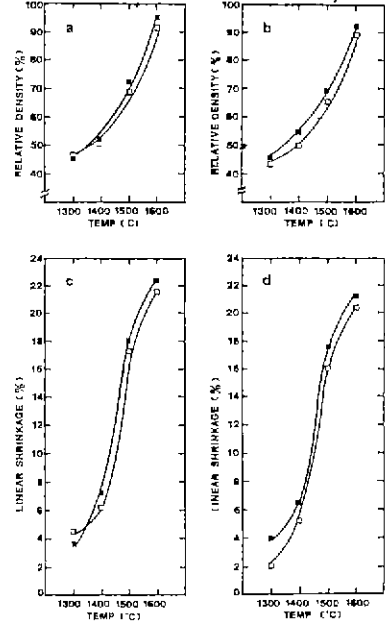 a
RELATIVE DENSITY (%)
100
90
80
70
60
50
40
1300 1400 1500 1600
TEMP (°C)
b
RELATIVE DENSITY (%)
100
90
80
70
60
50
40
1300 1400 1500 1600
TEMP (°C)
c
LINEAR SHRINKAGE (%)
24
22
20
18
16
14
12
10
8
6
4
2
0
1300 1400 1500 1600
TEMP (°C)
d
LINEAR SHRINKAGE (%)
24
22
20
18
16
14
12
10
8
6
4
2
0
1300 1400 1500 1600
TEMP (°C)